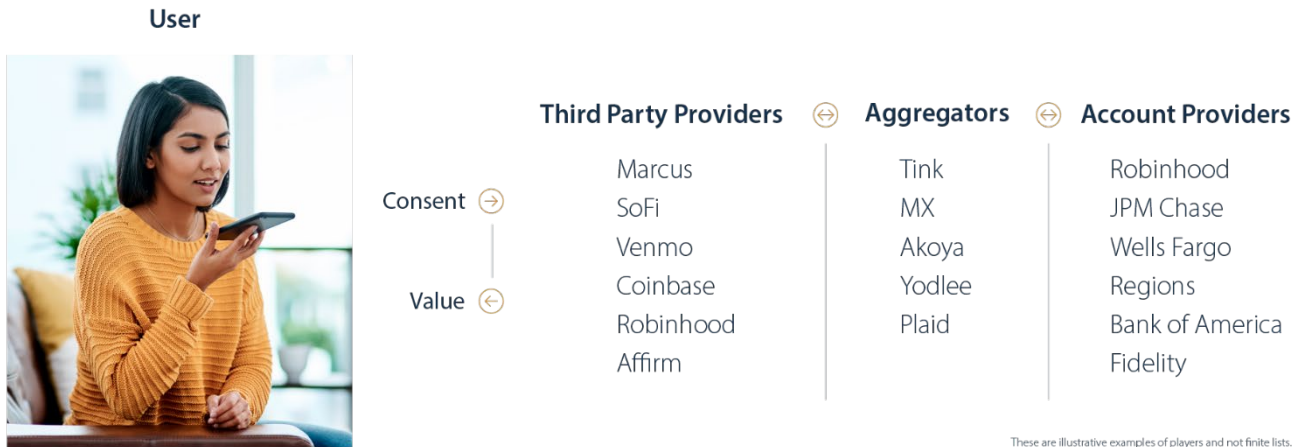 User
Third Party Providers
Aggregators
Account Providers
Consent
Value
Marcus
SoFi
Venmo
Coinbase
Robinhood
Affirm
Tink
MX
Akoya
Yodlee
Plaid
Robinhood
JPM Chase
Wells Fargo
Regions
Bank of America
Fidelity
These are illustrative examples of players and not finite lists.